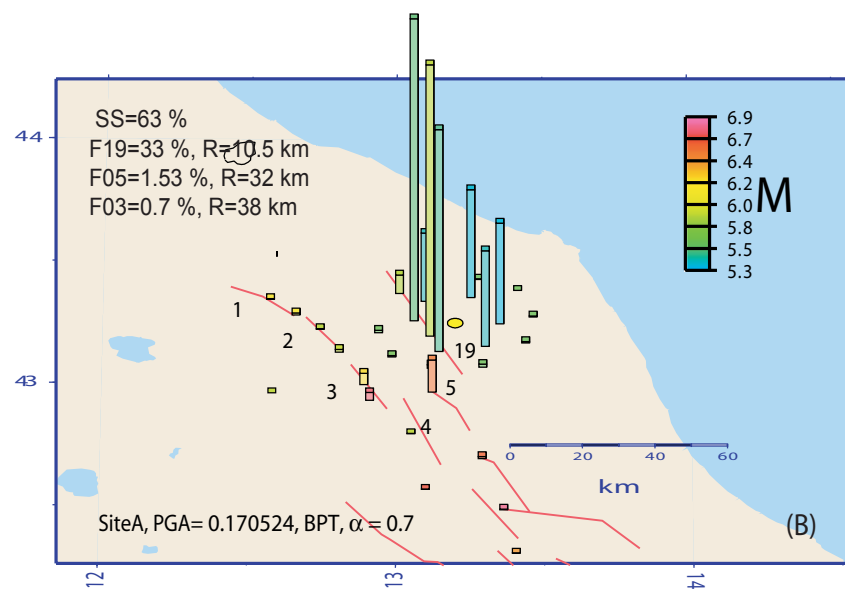 44
43
SS=63 %
F19=33 %, R=10.5 km
F05=1.53 %, R=32 km
F03=0.7 %, R=38 km
6.9
6.7
6.4
6.2
6.0
5.8
5.5
5.3
M
1
2
3
19
5
4
0 20 40 60
km
SiteA, PGA= 0.170524, BPT, α = 0.7
(B)
12 13 14